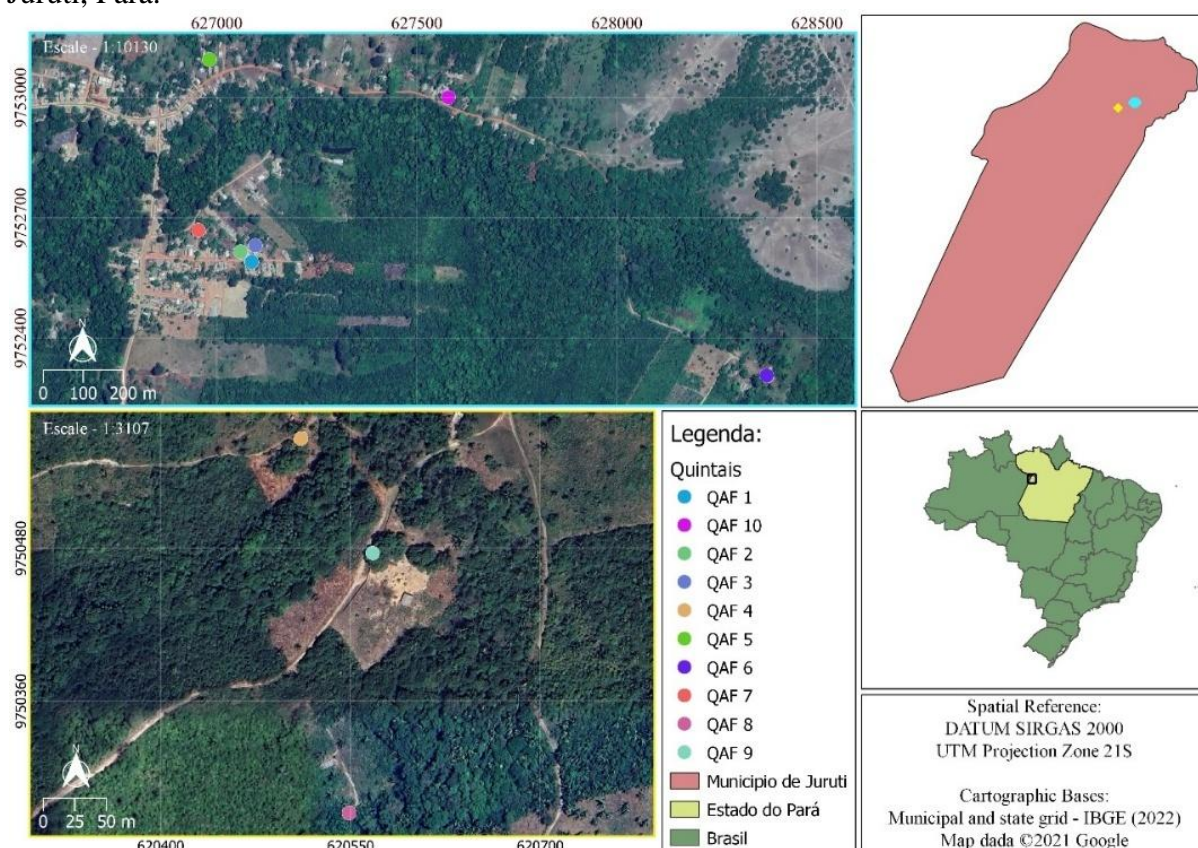 Juruti, Pará.
627000 627500 628000 628500
Escale - 1:10130
9753000
9752700
9752400
N
0 100 200 m
Escale - 1:3107
9750480
9750360
N
0 25 50 m
620400 620550 620700
Legenda:
Quintais
QAF 1
QAF 10
QAF 2
QAF 3
QAF 4
QAF 5
QAF 6
QAF 7
QAF 8
QAF 9
Municipio de Juruti
Estado do Pará
Brasil
Spatial Reference:
DATUM SIRGAS 2000
UTM Projection Zone 21S
Cartographic Bases:
Municipal and state grid - IBGE (2022)
Map dada ©2021 Google